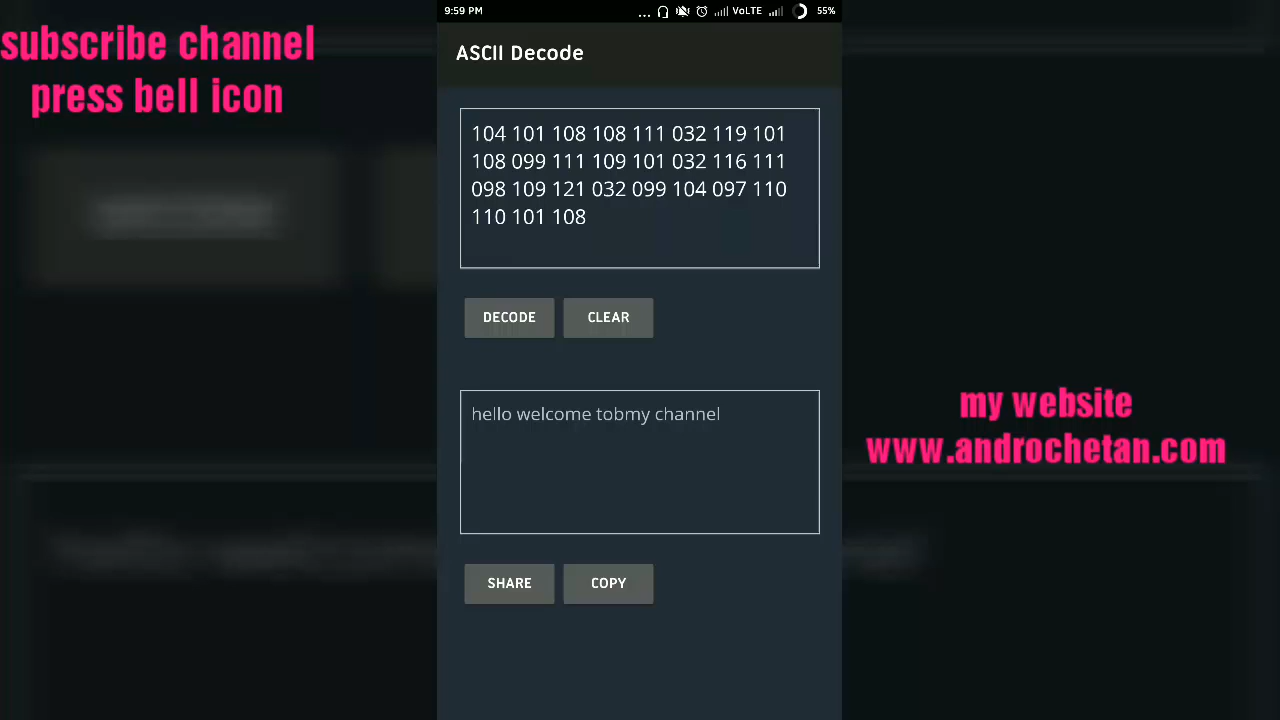 subscribe channel
press bell icon
9:59 PM
... VoLTE 55%
ASCII Decode
104 101 108 108 111 032 119 101
108 099 111 109 101 032 116 111
098 109 121 032 099 104 097 110
110 101 108
DECODE CLEAR
hello welcome tobmy channel
my website
www.androchetan.com
SHARE COPY